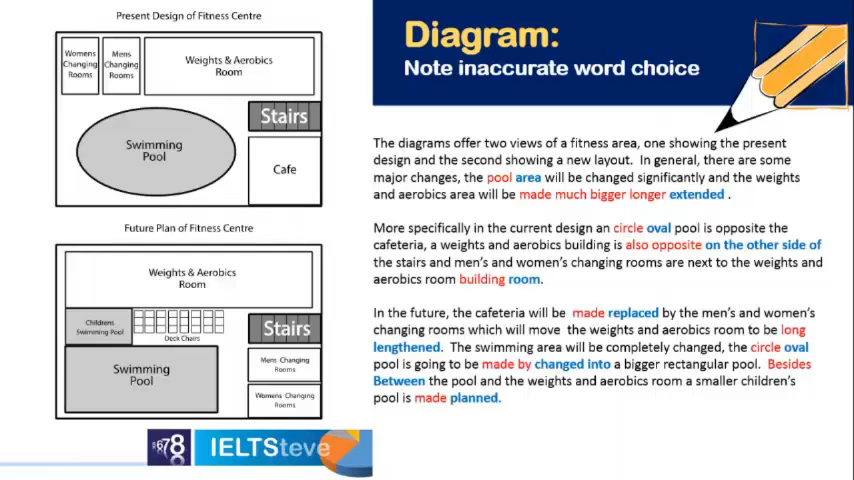 Present Design of Fitness Centre
Womens
Changing
Rooms
Mens
Changing
Rooms
Weights & Aerobics
Room
Stairs
Swimming
Pool
Cafe
Future Plan of Fitness Centre
Weights & Aerobics
Room
Childrens
Swimming Pool
Deck Chairs
Stairs
Swimming
Pool
Mens Changing
Rooms
Womens Changing
Rooms
5678
IELTSteve
Diagram:
Note inaccurate word choice
The diagrams offer two views of a fitness area, one showing the present
design and the second showing a new layout. In general, there are some
major changes, the pool area will be changed significantly and the weights
and aerobics area will be made much bigger longer extended .
More specifically in the current design an circle oval pool is opposite the
cafeteria, a weights and aerobics building is also opposite on the other side of
the stairs and men's and women's changing rooms are next to the weights and
aerobics room building room.
In the future, the cafeteria will be made replaced by the men's and women's
changing rooms which will move the weights and aerobics room to be long
lengthened. The swimming area will be completely changed, the circle oval
pool is going to be made by changed into a bigger rectangular pool. Besides
Between the pool and the weights and aerobics room a smaller children's
pool is made planned.